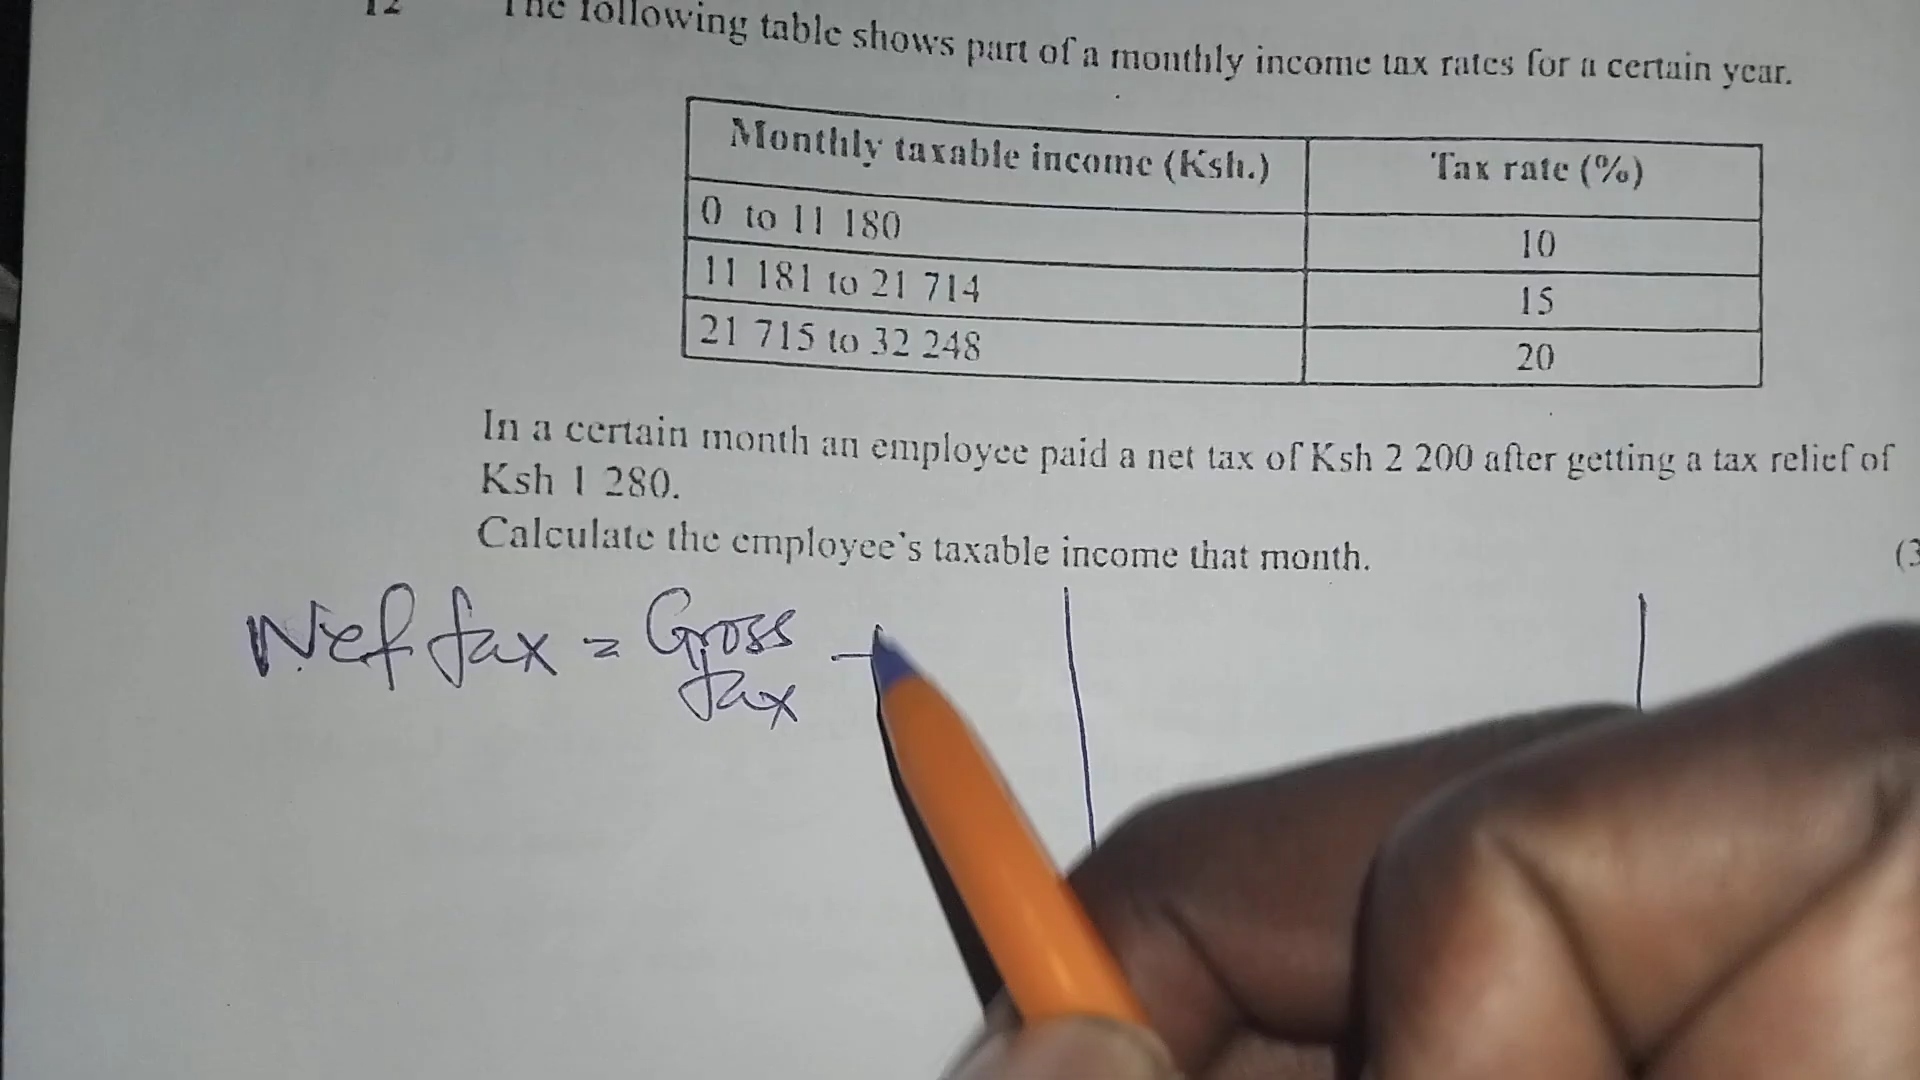 12 The following table shows part of a monthly income tax rates for a certain year.
Monthly taxable income (Ksh.) Tax rate (%)
0 to 11 180 10
11 181 to 21 714 15
21 715 to 32 248 20
In a certain month an employee paid a net tax of Ksh 2 200 after getting a tax relief of
Ksh 1 280.
Calculate the employee's taxable income that month. (3
Net tax = Gross -
tax